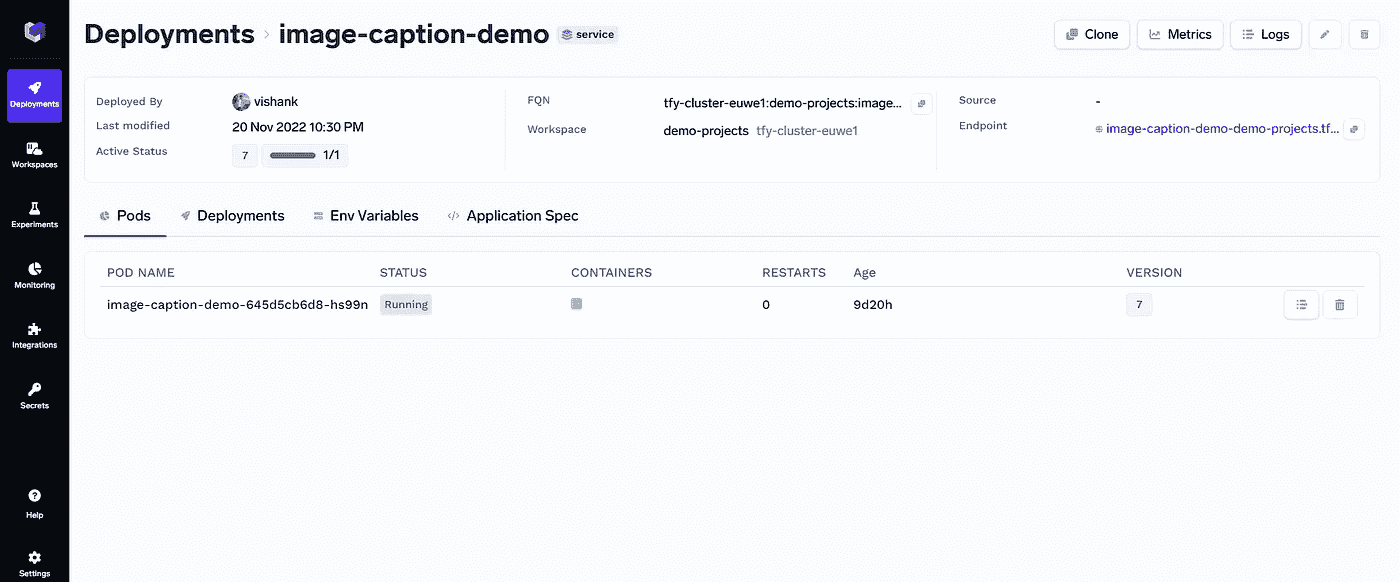 Deployments
Workspaces
Experiments
Monitoring
Integrations
Secrets
Help
Settings
Deployments › image-caption-demo service
Clone Metrics Logs
Deployed By vishank
Last modified 20 Nov 2022 10:30 PM
Active Status 7 1/1
FQN tfy-cluster-euwe1:demo-projects:image...
Workspace demo-projects tfy-cluster-euwe1
Source -
Endpoint image-caption-demo-demo-projects.tf...
Pods Deployments Env Variables </> Application Spec
POD NAME STATUS CONTAINERS RESTARTS Age VERSION
image-caption-demo-645d5cb6d8-hs99n Running 0 9d20h 7